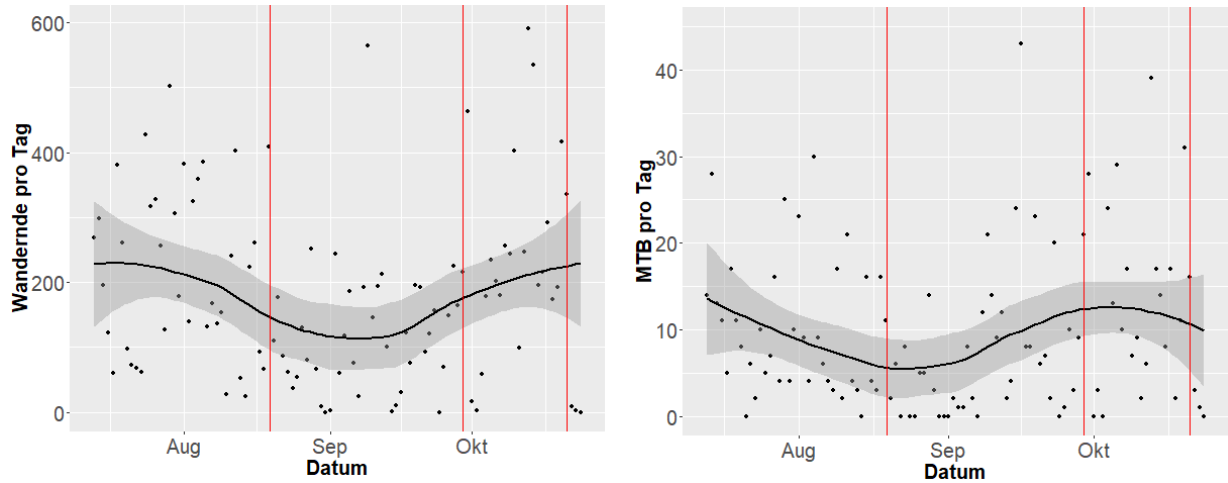 Wandernde pro Tag
600
400
200
0
Aug
Sep
Okt
Datum
MTB pro Tag
40
30
20
10
0
Aug
Sep
Okt
Datum